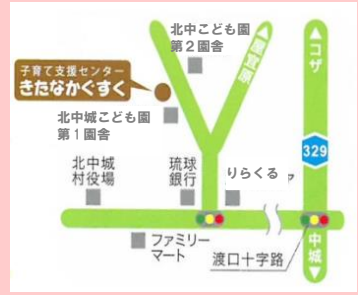 北中こども園
第2園舎
屋宜原
コザ
子育て支援センター
きたなかぐすく
北中城こども園
第1園舎
329
北中城
村役場
琉球
銀行
りらくる
ファミリー
マート
渡口十字路
中城